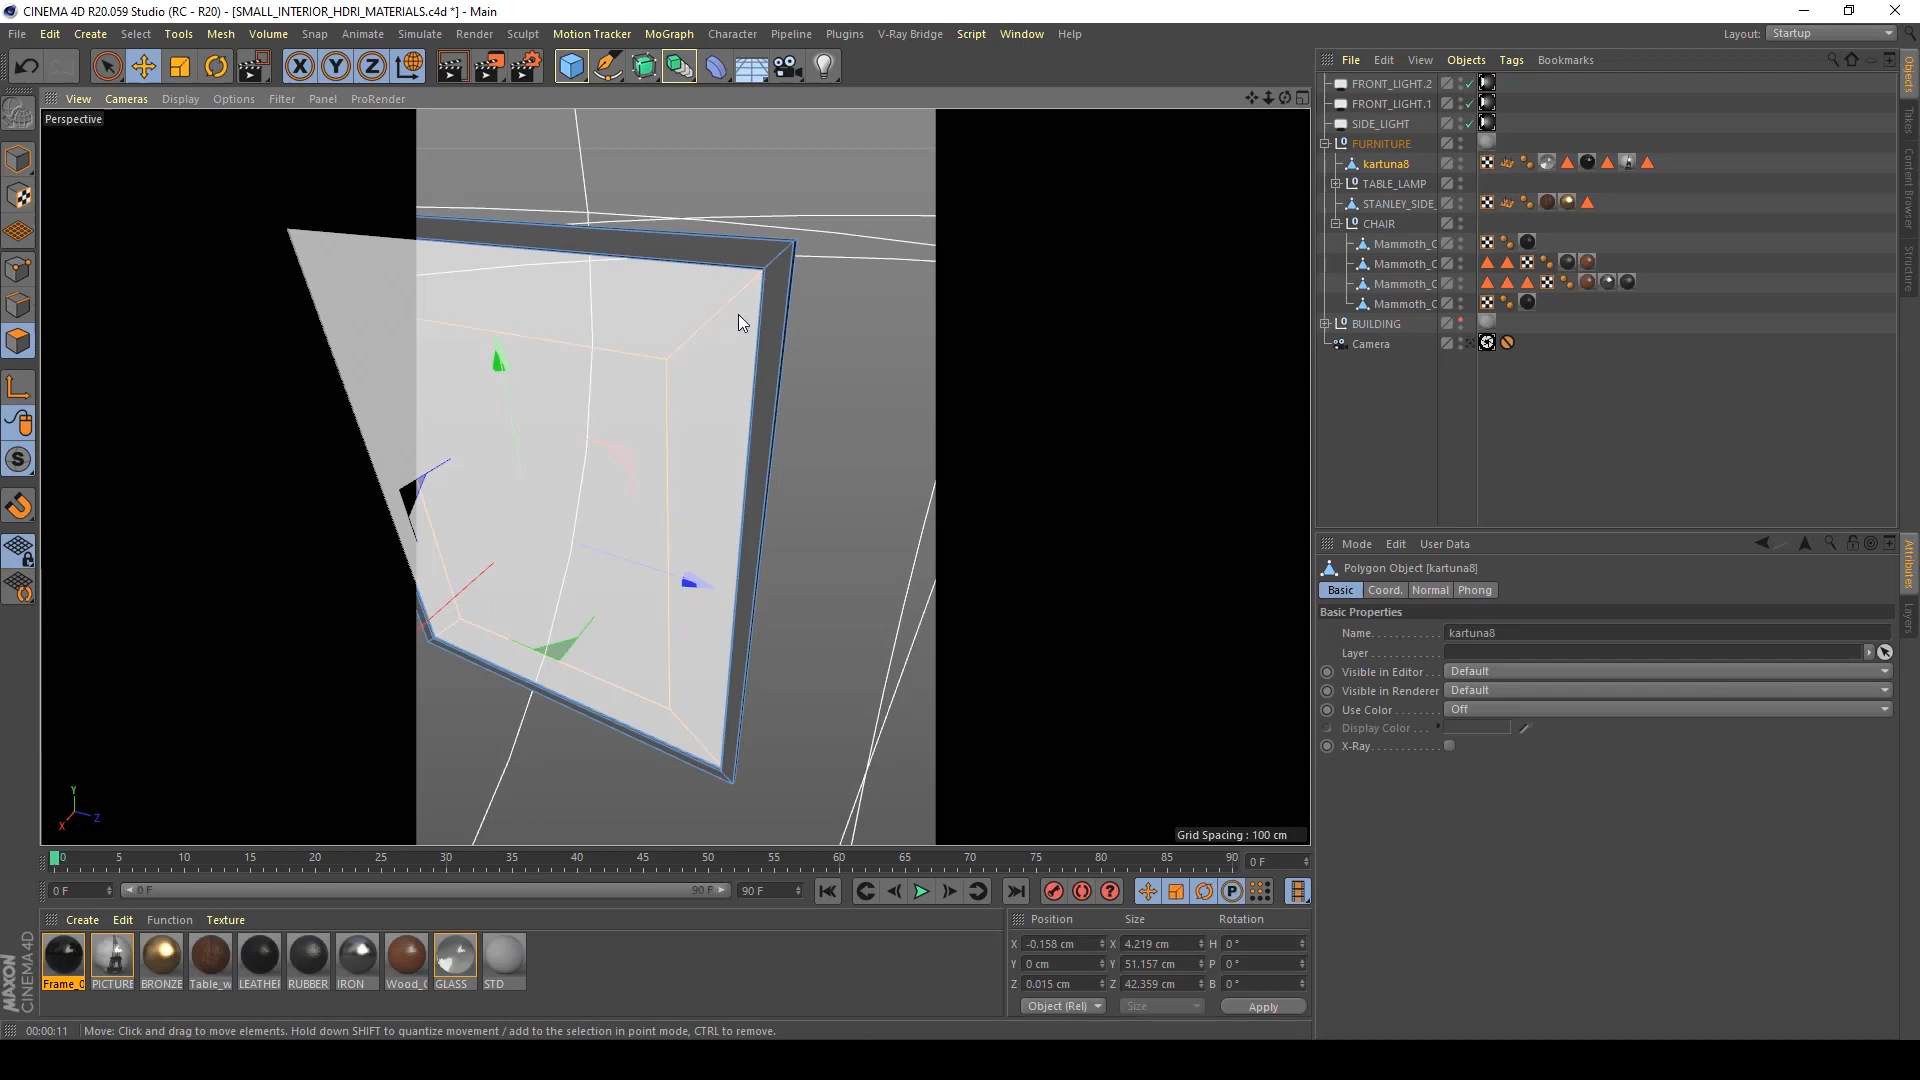 CINEMA 4D R20.059 Studio (RC - R20) - [SMALL_INTERIOR_HDRI_MATERIALS.c4d *] - Main
File Edit Create Select Tools Mesh Volume Snap Animate Simulate Render Sculpt Motion Tracker MoGraph Character Pipeline Plugins V-Ray Bridge Script Window Help Layout: Startup
View Cameras Display Options Filter Panel ProRender
Perspective
Y
X
Z
Grid Spacing : 100 cm
0 5 10 15 20 25 30 35 40 45 50 55 60 65 70 75 80 85 90 0 F
0 F 0 F 90 F 90 F
Create Edit Function Texture
Frame_0 PICTURE BRONZE Table_w LEATHER RUBBER IRON Wood_0 GLASS STD
MAXON CINEMA 4D
Position Size Rotation
X -0.158 cm X 4.219 cm H 0 °
Y 0 cm Y 51.157 cm P 0 °
Z 0.015 cm Z 42.359 cm B 0 °
Object (Rel) Size Apply
00:00:11 Move: Click and drag to move elements. Hold down SHIFT to quantize movement / add to the selection in point mode, CTRL to remove.
File Edit View Objects Tags Bookmarks
FRONT_LIGHT.2
FRONT_LIGHT.1
SIDE_LIGHT
FURNITURE
kartuna8
TABLE_LAMP
STANLEY_SIDE_
CHAIR
Mammoth_C
Mammoth_C
Mammoth_C
Mammoth_C
BUILDING
Camera
Objects
Takes
Content Browser
Structure
Mode Edit User Data
Polygon Object [kartuna8]
Basic Coord. Normal Phong
Basic Properties
Name. . . . . . . . . . . . kartuna8
Layer . . . . . . . . . . . .
Visible in Editor . . . Default
Visible in Renderer Default
Use Color . . . . . . . . Off
Display Color . . .
X-Ray. . . . . . . . . . . .
Attributes
Layers